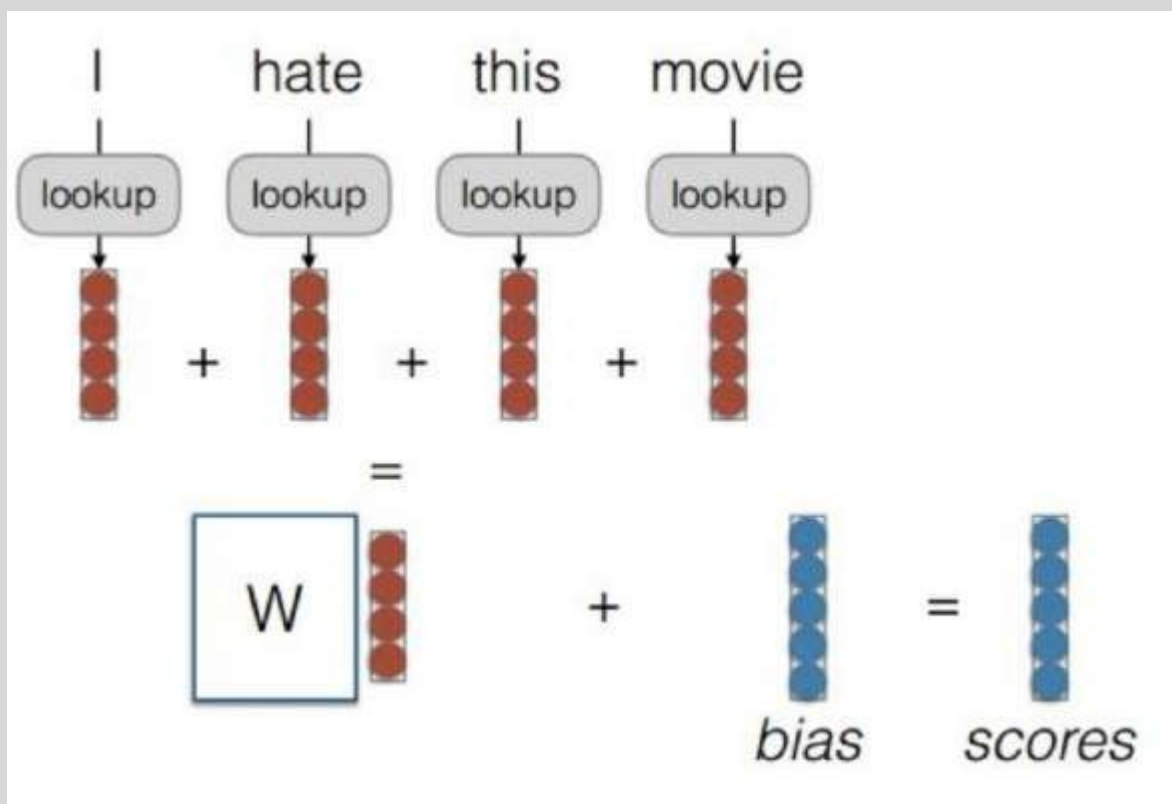 I hate this movie
lookup lookup lookup lookup
+ + +
=
W + =
bias scores